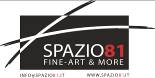 SPAZIO81
FINE-ART & MORE
INFO@SPAZIO81.IT WWW.SPAZIO81.IT